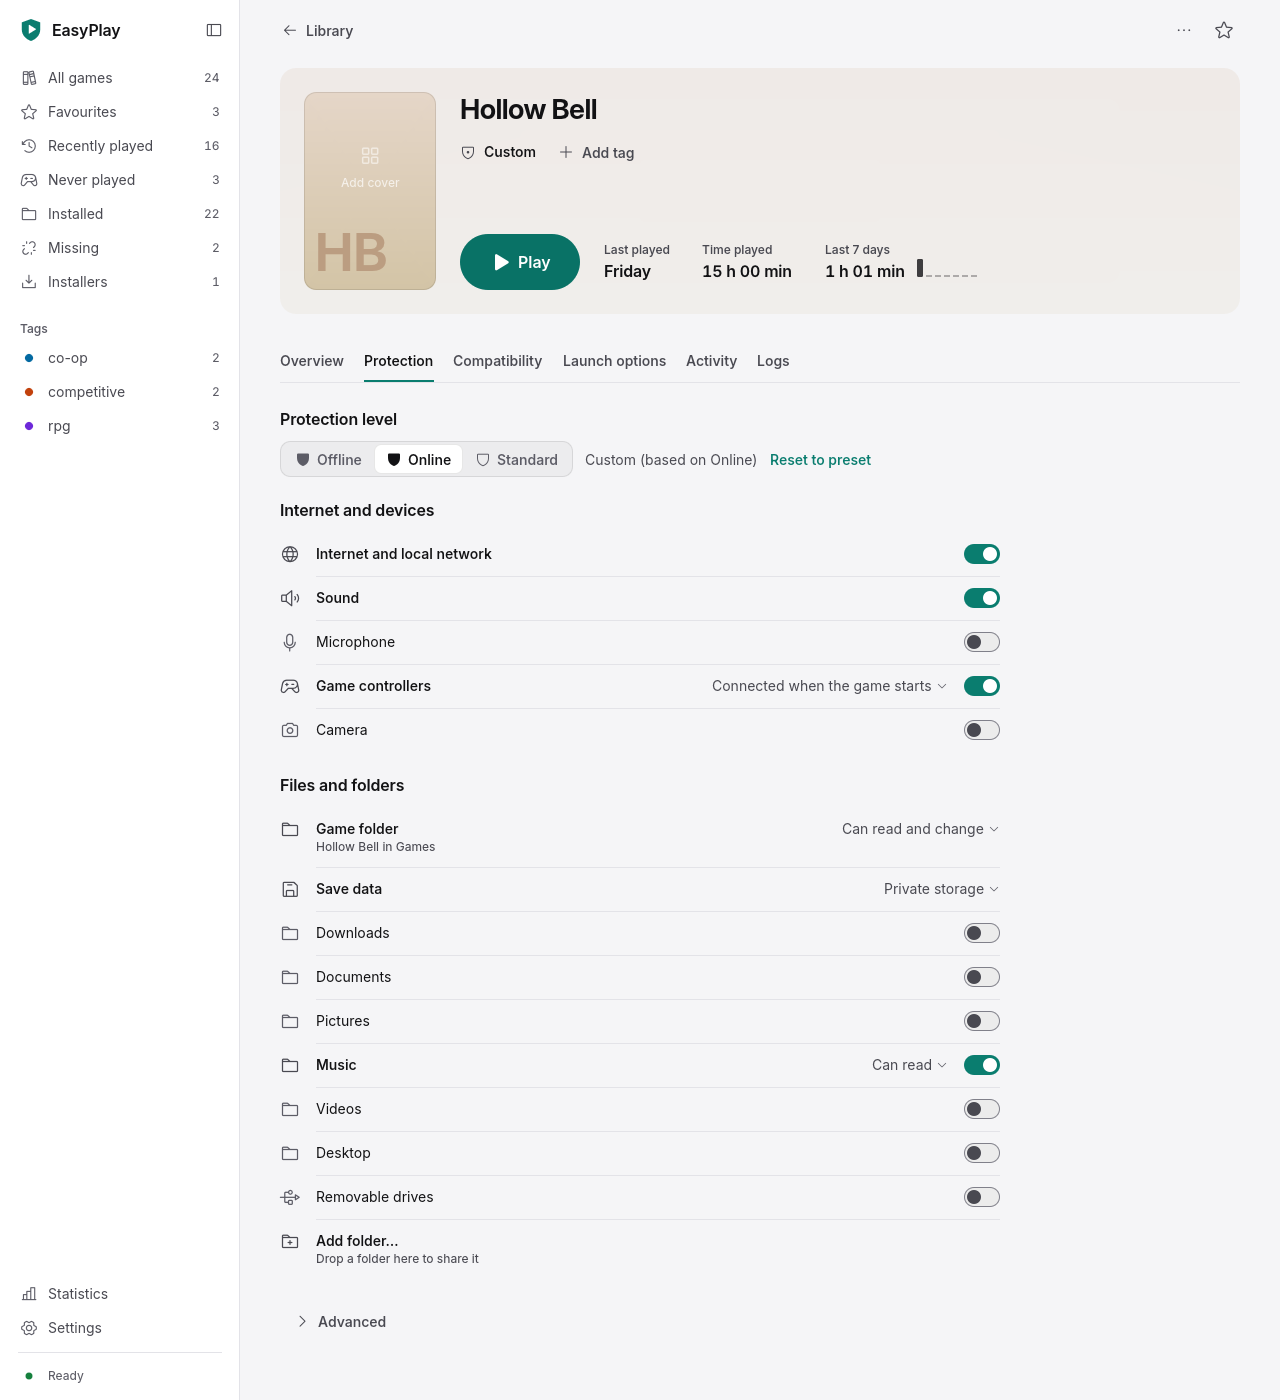 EasyPlay
All games 24
Favourites 3
Recently played 16
Never played 3
Installed 22
Missing 2
Installers 1
Tags
co-op 2
competitive 2
rpg 3
Statistics
Settings
Ready
Library
Add cover
HB
Hollow Bell
Custom Add tag
Play
Last played Time played Last 7 days
Friday 15 h 00 min 1 h 01 min
Overview Protection Compatibility Launch options Activity Logs
Protection level
Offline Online Standard Custom (based on Online) Reset to preset
Internet and devices
Internet and local network
Sound
Microphone
Game controllers Connected when the game starts
Camera
Files and folders
Game folder Can read and change
Hollow Bell in Games
Save data Private storage
Downloads
Documents
Pictures
Music Can read
Videos
Desktop
Removable drives
Add folder...
Drop a folder here to share it
Advanced